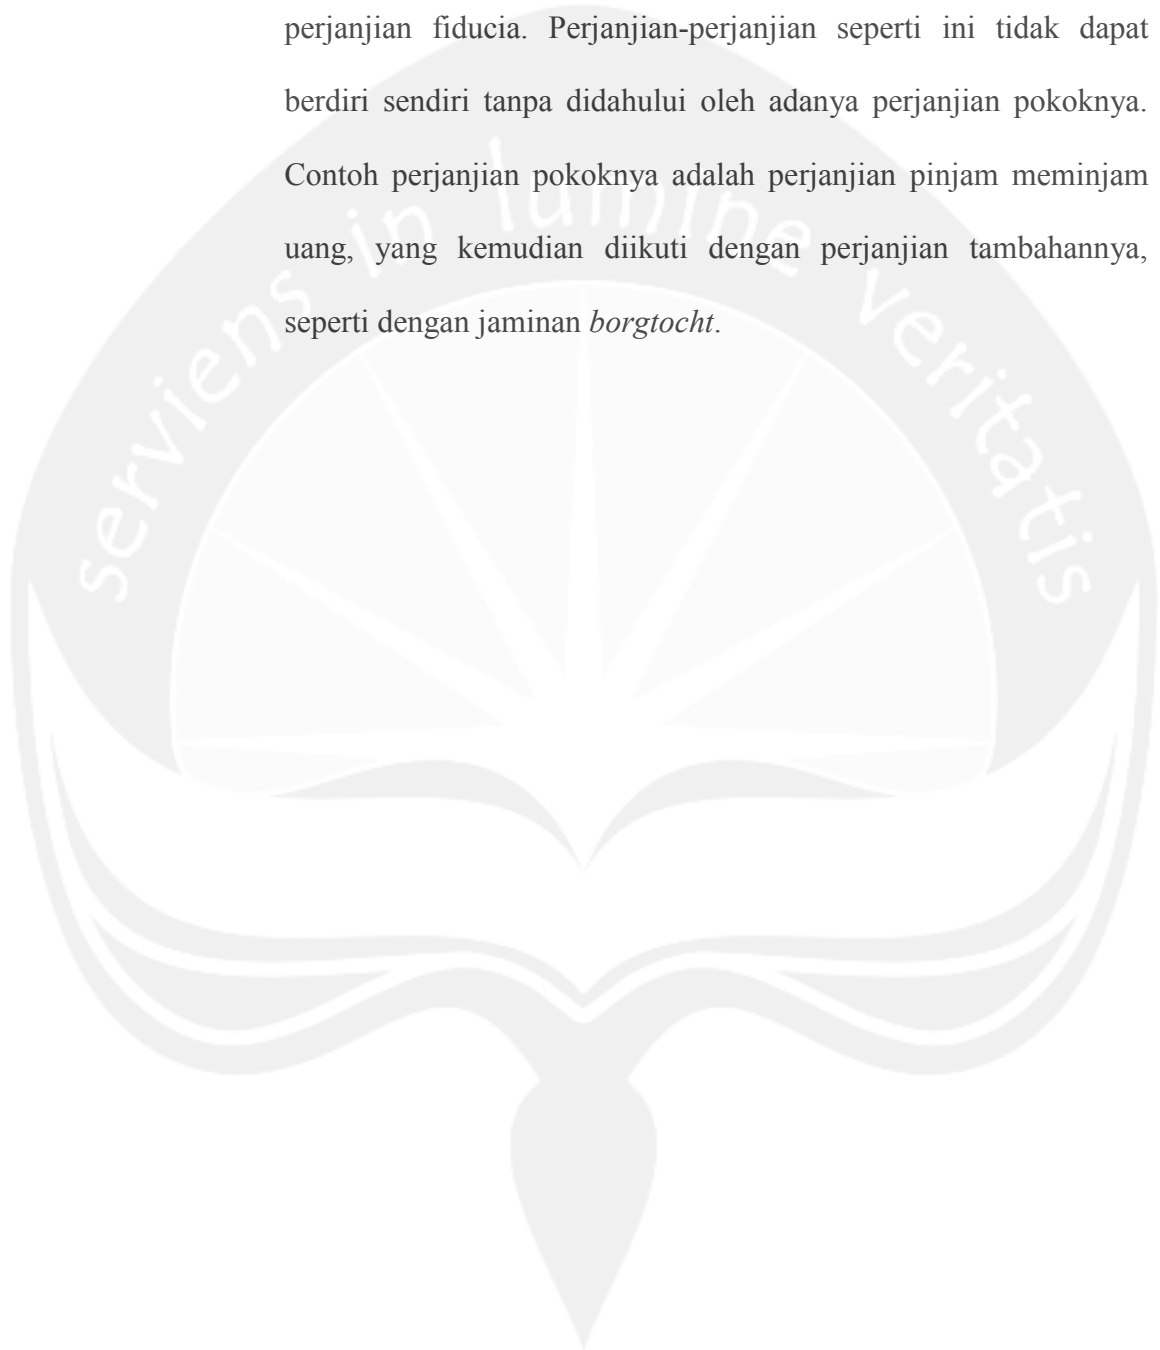 perjanjian fiducia. Perjanjian-perjanjian seperti ini tidak dapat
berdiri sendiri tanpa didahului oleh adanya perjanjian pokoknya.
Contoh perjanjian pokoknya adalah perjanjian pinjam meminjam
uang, yang kemudian diikuti dengan perjanjian tambahannya,
seperti dengan jaminan borgtocht.
serviens in lumine veritatis